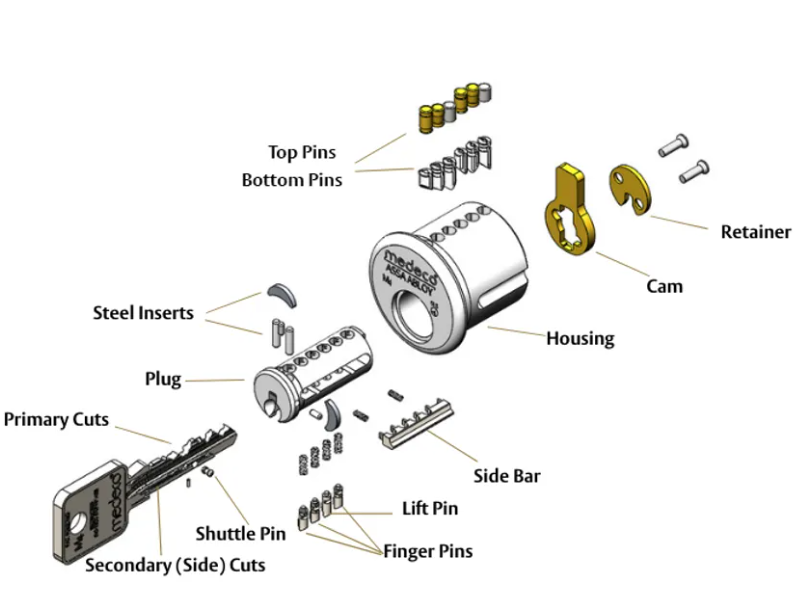 Top Pins
Bottom Pins
Retainer
Cam
medeco
ASSA ABLOY
M4
Steel Inserts
Housing
Plug
Primary Cuts
Side Bar
medeco
Lift Pin
Shuttle Pin
Finger Pins
Secondary (Side) Cuts